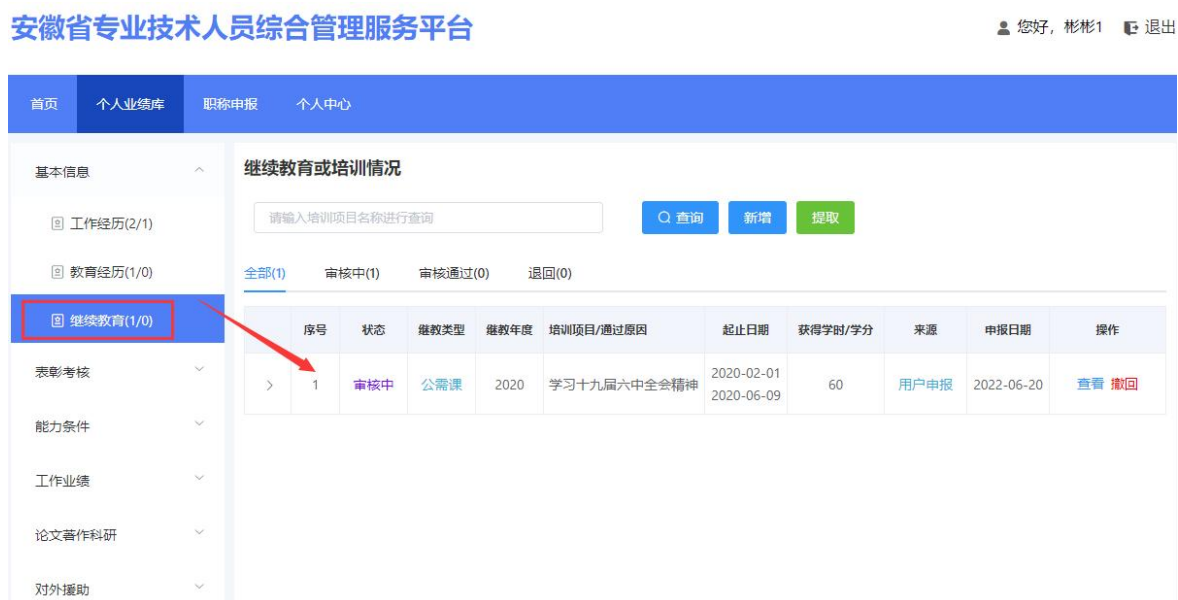 安徽省专业技术人员综合管理服务平台
您好，彬彬1 退出
首页 个人业绩库 职称申报 个人中心
基本信息
工作经历(2/1)
教育经历(1/0)
继续教育(1/0)
表彰考核
能力条件
工作业绩
论文著作科研
对外援助
继续教育或培训情况
请输入培训项目名称进行查询 查询 新增 提取
全部(1) 审核中(1) 审核通过(0) 退回(0)
序号 状态 继教类型 继教年度 培训项目/通过原因 起止日期 获得学时/学分 来源 申报日期 操作
1 审核中 公需课 2020 学习十九届六中全会精神 2020-02-01 60 用户申报 2022-06-20 查看 撤回
2020-06-09